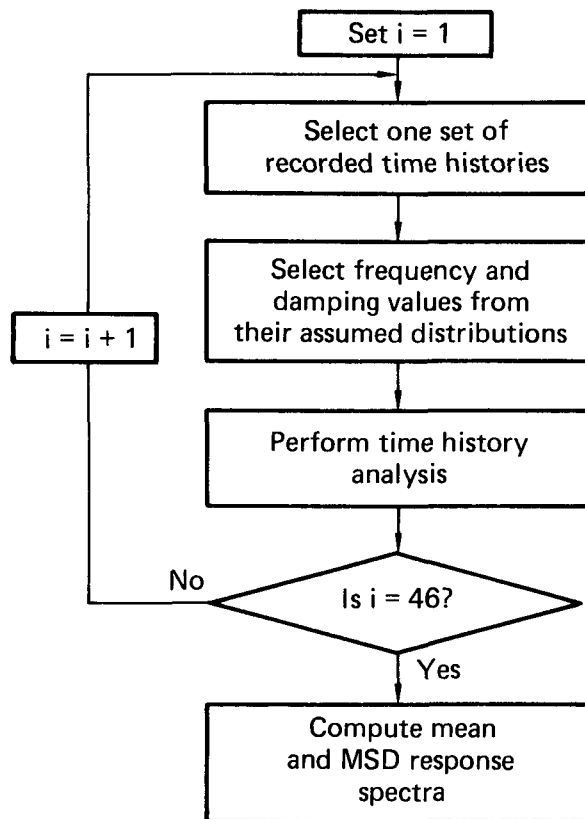 Set i = 1
Select one set of
recorded time histories
Select frequency and
damping values from
their assumed distributions
i = i + 1
Perform time history
analysis
No
Is i = 46?
Yes
Compute mean
and MSD response
spectra